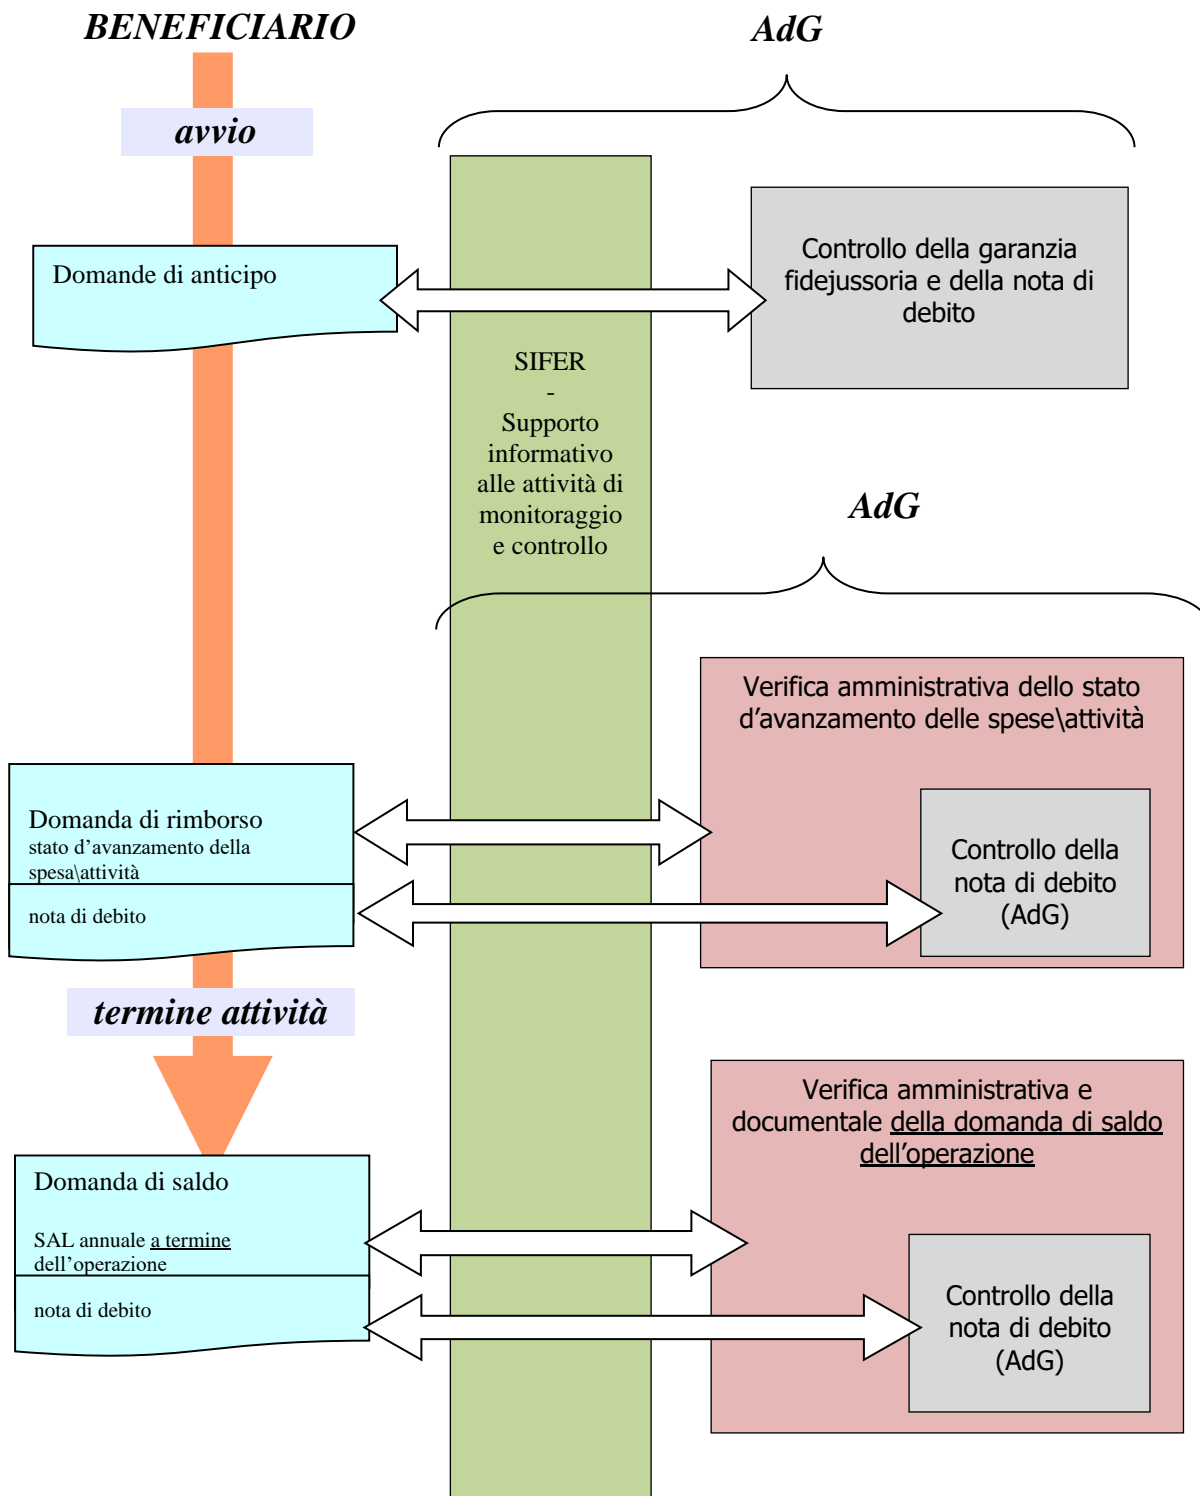 BENEFICIARIO
AdG
avvio
Domande di anticipo
Controllo della garanzia
fidejussoria e della nota di
debito
SIFER
-
Supporto
informativo
alle attività di
monitoraggio
e controllo
AdG
Verifica amministrativa dello stato
d’avanzamento delle spese\attività
Domanda di rimborso
stato d’avanzamento della
spesa\attività
nota di debito
Controllo della
nota di debito
(AdG)
termine attività
Verifica amministrativa e
documentale della domanda di saldo
dell’operazione
Domanda di saldo
SAL annuale a termine
dell’operazione
nota di debito
Controllo della
nota di debito
(AdG)